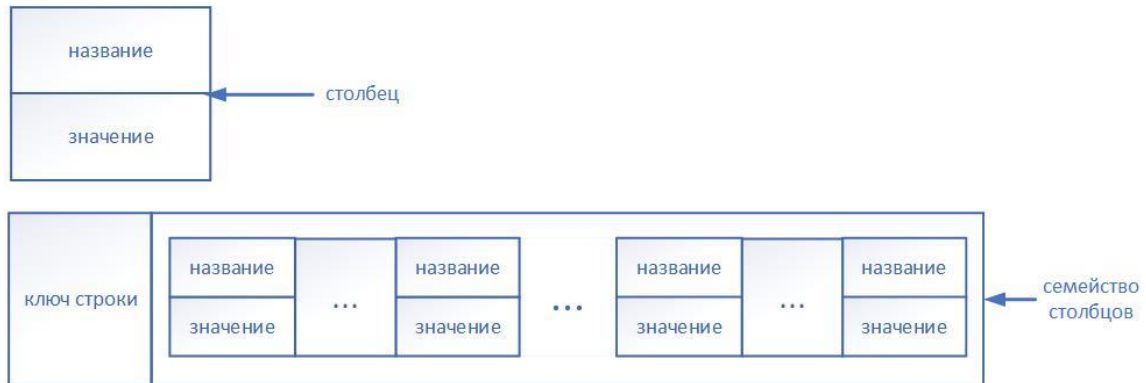 название
столбец
значение
название
название
название
название
ключ строки
...
...
...
семейство
столбцов
значение
значение
значение
значение